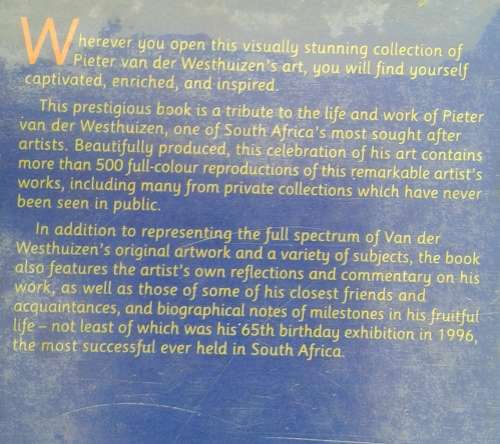 Wherever you open this visually stunning collection of
Pieter van der Westhuizen's art, you will find yourself
captivated, enriched, and inspired.
This prestigious book is a tribute to the life and work of Pieter
van der Westhuizen, one of South Africa's most sought after
artists. Beautifully produced, this celebration of his art contains
more than 500 full-colour reproductions of this remarkable artist's
works, including many from private collections which have never
been seen in public.
In addition to representing the full spectrum of Van der
Westhuizen's original artwork and a variety of subjects, the book
also features the artist's own reflections and commentary on his
work, as well as those of some of his closest friends and
acquaintances, and biographical notes of milestones in his fruitful
life – not least of which was his 65th birthday exhibition in 1996,
the most successful ever held in South Africa.